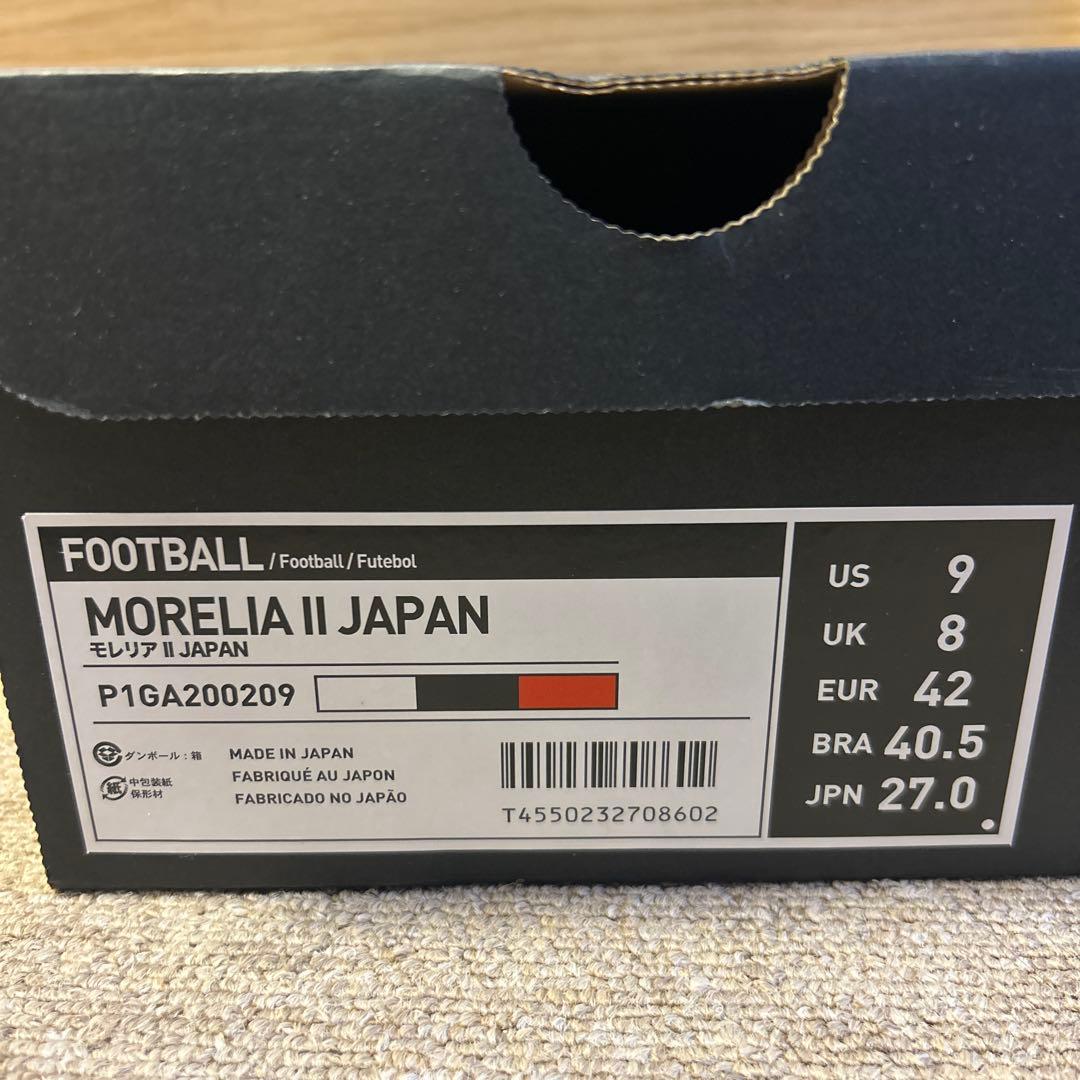 FOOTBALL / Football / Futebol
MORELIA II JAPAN
モレリア II JAPAN
P1GA200209
ダンボール : 箱
紙 中包装紙
保形材
MADE IN JAPAN
FABRIQUÉ AU JAPON
FABRICADO NO JAPÃO
T4550232708602
US 9
UK 8
EUR 42
BRA 40.5
JPN 27.0